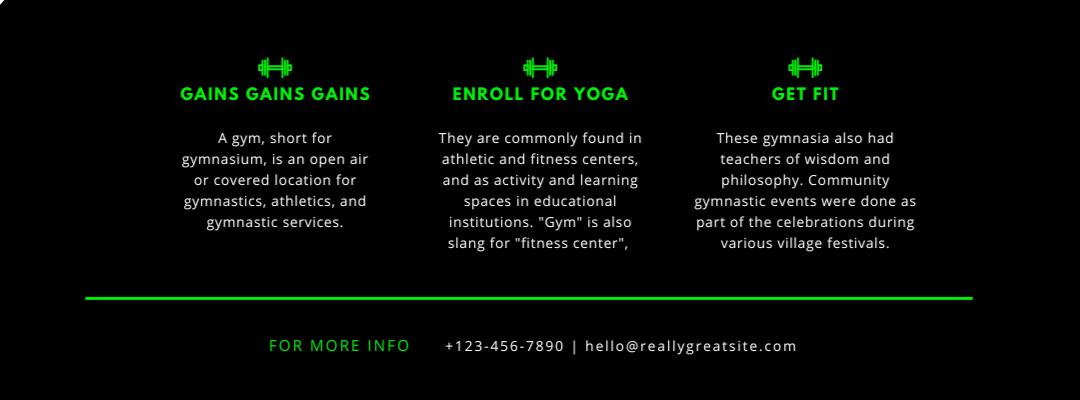 GAINS GAINS GAINS
A gym, short for
gymnasium, is an open air
or covered location for
gymnastics, athletics, and
gymnastic services.
ENROLL FOR YOGA
They are commonly found in
athletic and fitness centers,
and as activity and learning
spaces in educational
institutions. "Gym" is also
slang for "fitness center",
GET FIT
These gymnasia also had
teachers of wisdom and
philosophy. Community
gymnastic events were done as
part of the celebrations during
various village festivals.
FOR MORE INFO +123-456-7890 | hello@reallygreatsite.com